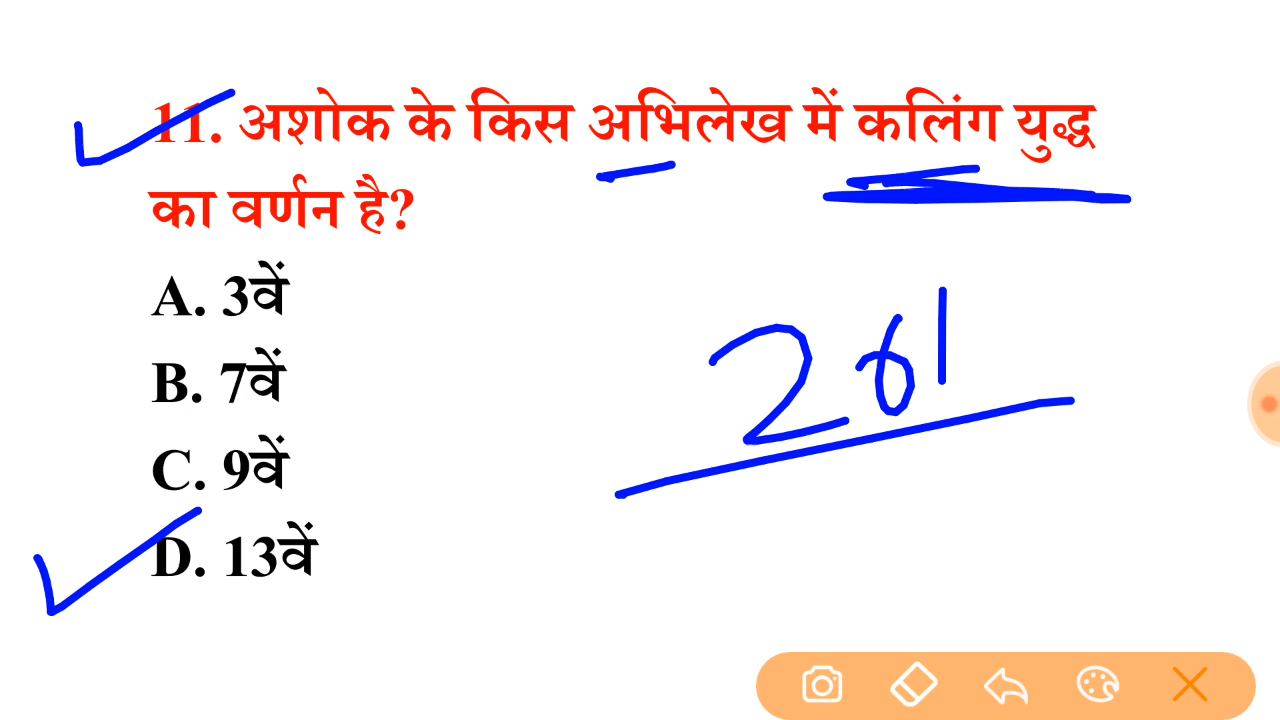 11. अशोक के किस अभिलेख में कलिंग युद्ध
का वर्णन है?
A. 3वें
B. 7वें
C. 9वें
D. 13वें
261